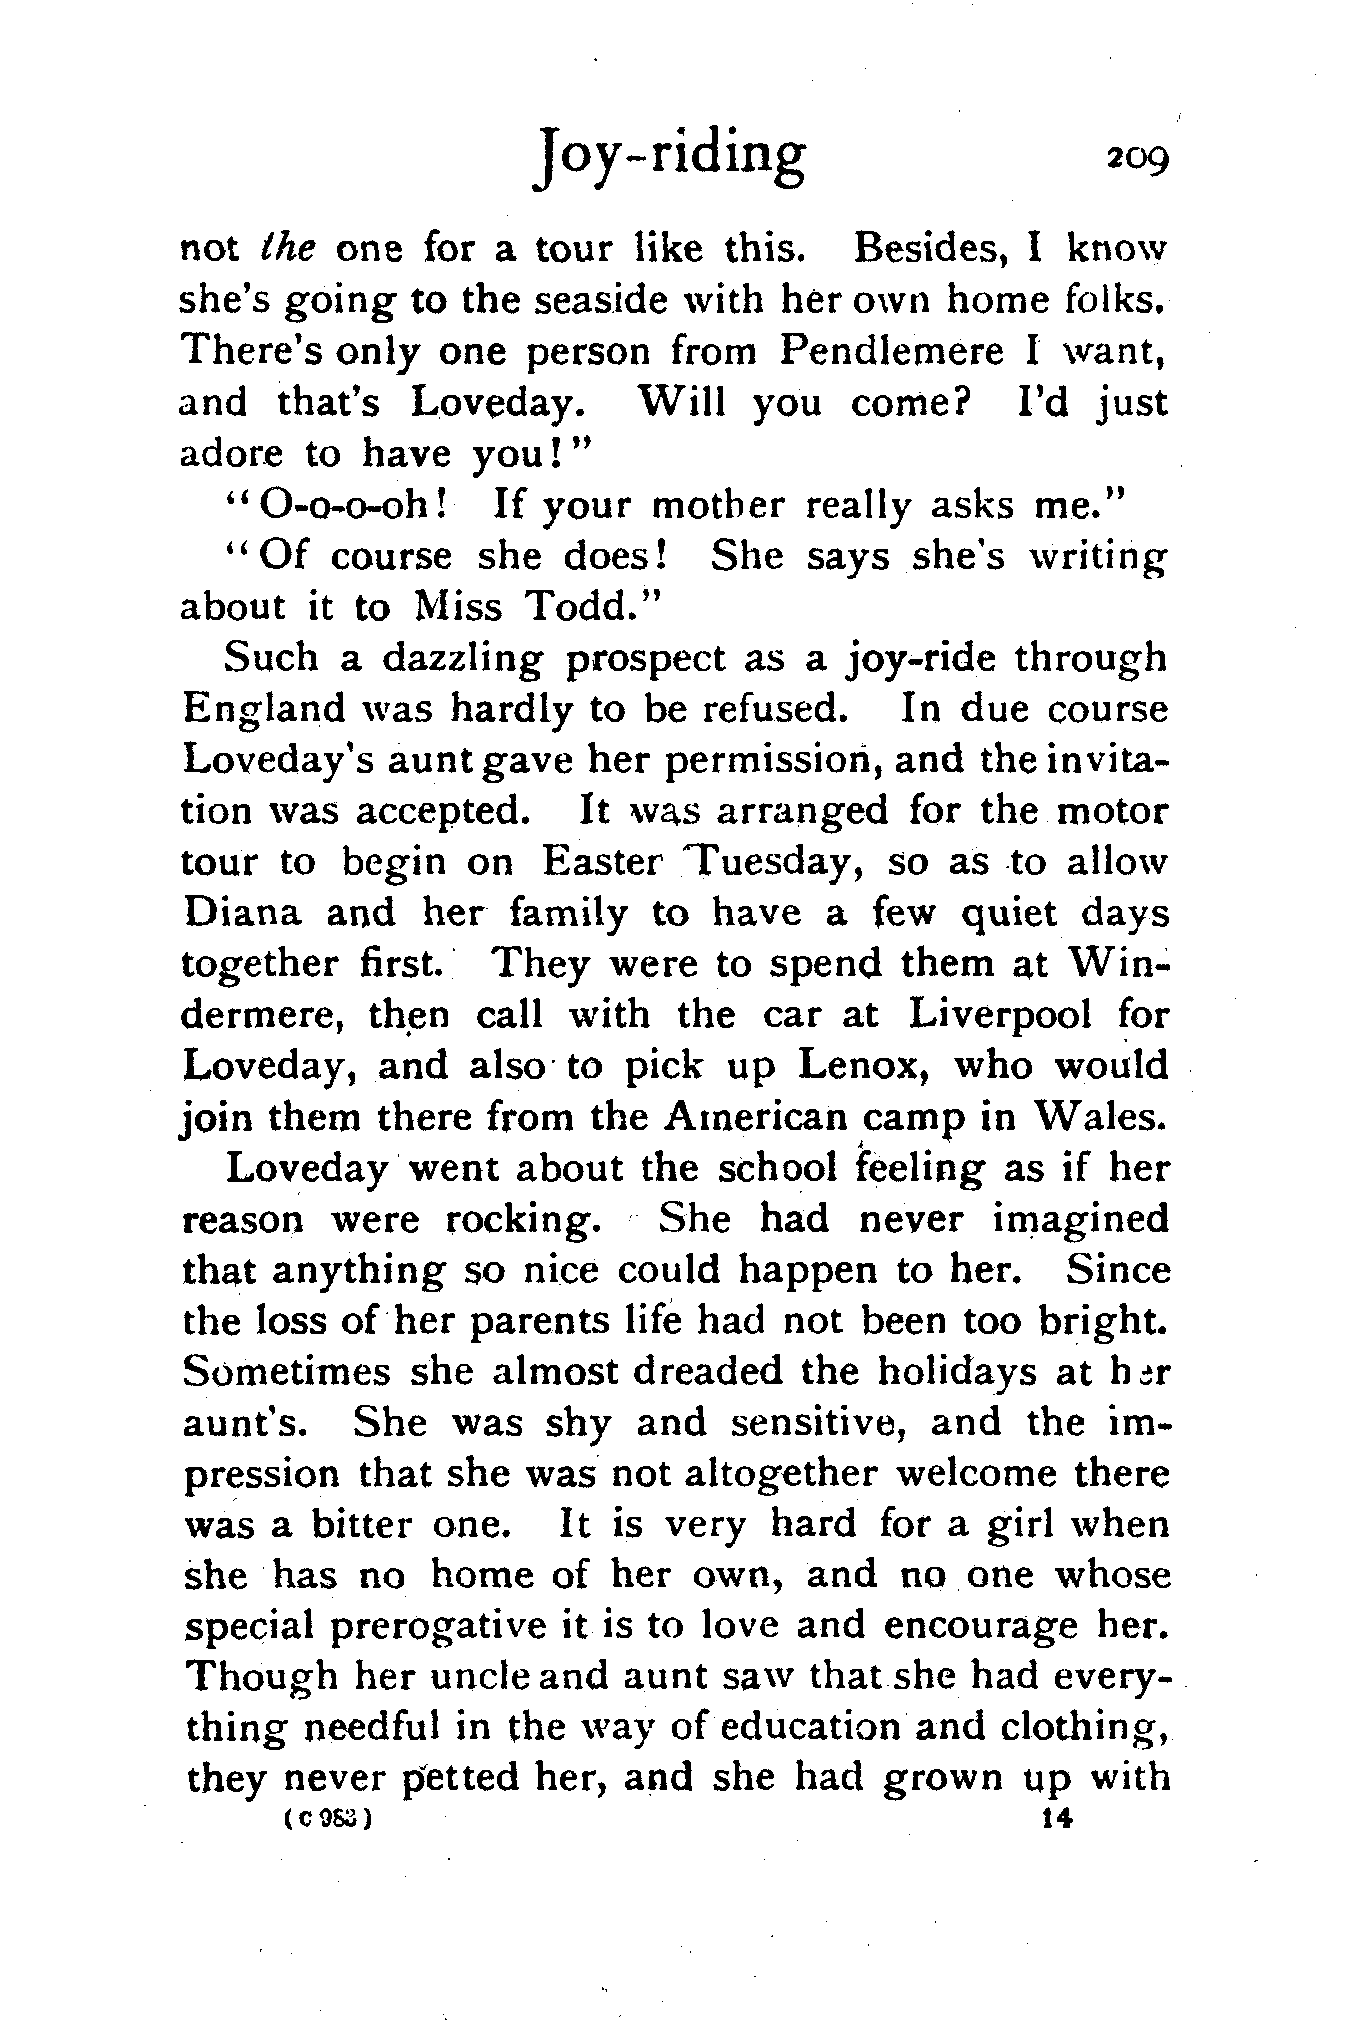 Joy-riding 209
not the one for a tour like this. Besides, I know
she's going to the seaside with her own home folks.
There's only one person from Pendlemere I want,
and that's Loveday. Will you come? I'd just
adore to have you!"
"O-o-o-oh! If your mother really asks me."
"Of course she does! She says she's writing
about it to Miss Todd."
Such a dazzling prospect as a joy-ride through
England was hardly to be refused. In due course
Loveday's aunt gave her permission, and the invita-
tion was accepted. It was arranged for the motor
tour to begin on Easter Tuesday, so as to allow
Diana and her family to have a few quiet days
together first. They were to spend them at Win-
dermere, then call with the car at Liverpool for
Loveday, and also to pick up Lenox, who would
join them there from the American camp in Wales.
Loveday went about the school feeling as if her
reason were rocking. She had never imagined
that anything so nice could happen to her. Since
the loss of her parents life had not been too bright.
Sometimes she almost dreaded the holidays at her
aunt's. She was shy and sensitive, and the im-
pression that she was not altogether welcome there
was a bitter one. It is very hard for a girl when
she has no home of her own, and no one whose
special prerogative it is to love and encourage her.
Though her uncle and aunt saw that she had every-
thing needful in the way of education and clothing,
they never petted her, and she had grown up with
(C 983) 14